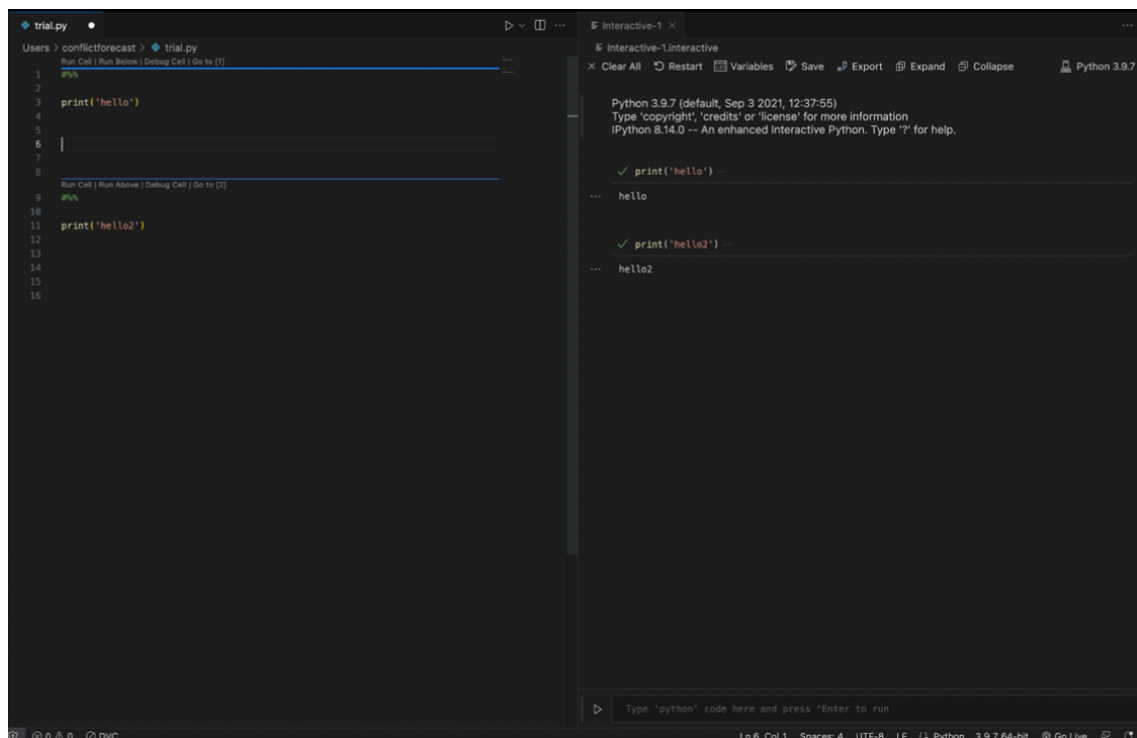 trial.py
Users > conflictforecast > trial.py
Run Cell | Run Below | Debug Cell | Go to [1]
1 #%%
2
3 print('hello')
4
5
6
7
8
Run Cell | Run Above | Debug Cell | Go to [2]
9 #%%
10
11 print('hello2')
12
13
14
15
16
Interactive-1
Interactive-1.interactive
Clear All Restart Variables Save Export Expand Collapse Python 3.9.7
Python 3.9.7 (default, Sep 3 2021, 12:37:55)
Type 'copyright', 'credits' or 'license' for more information
IPython 8.14.0 -- An enhanced Interactive Python. Type '?' for help.
print('hello')
hello
print('hello2')
hello2
Type 'python' code here and press ^Enter to run
0 0 DVC Ln 6, Col 1 Spaces: 4 UTF-8 LF Python 3.9.7 64-bit Go Live